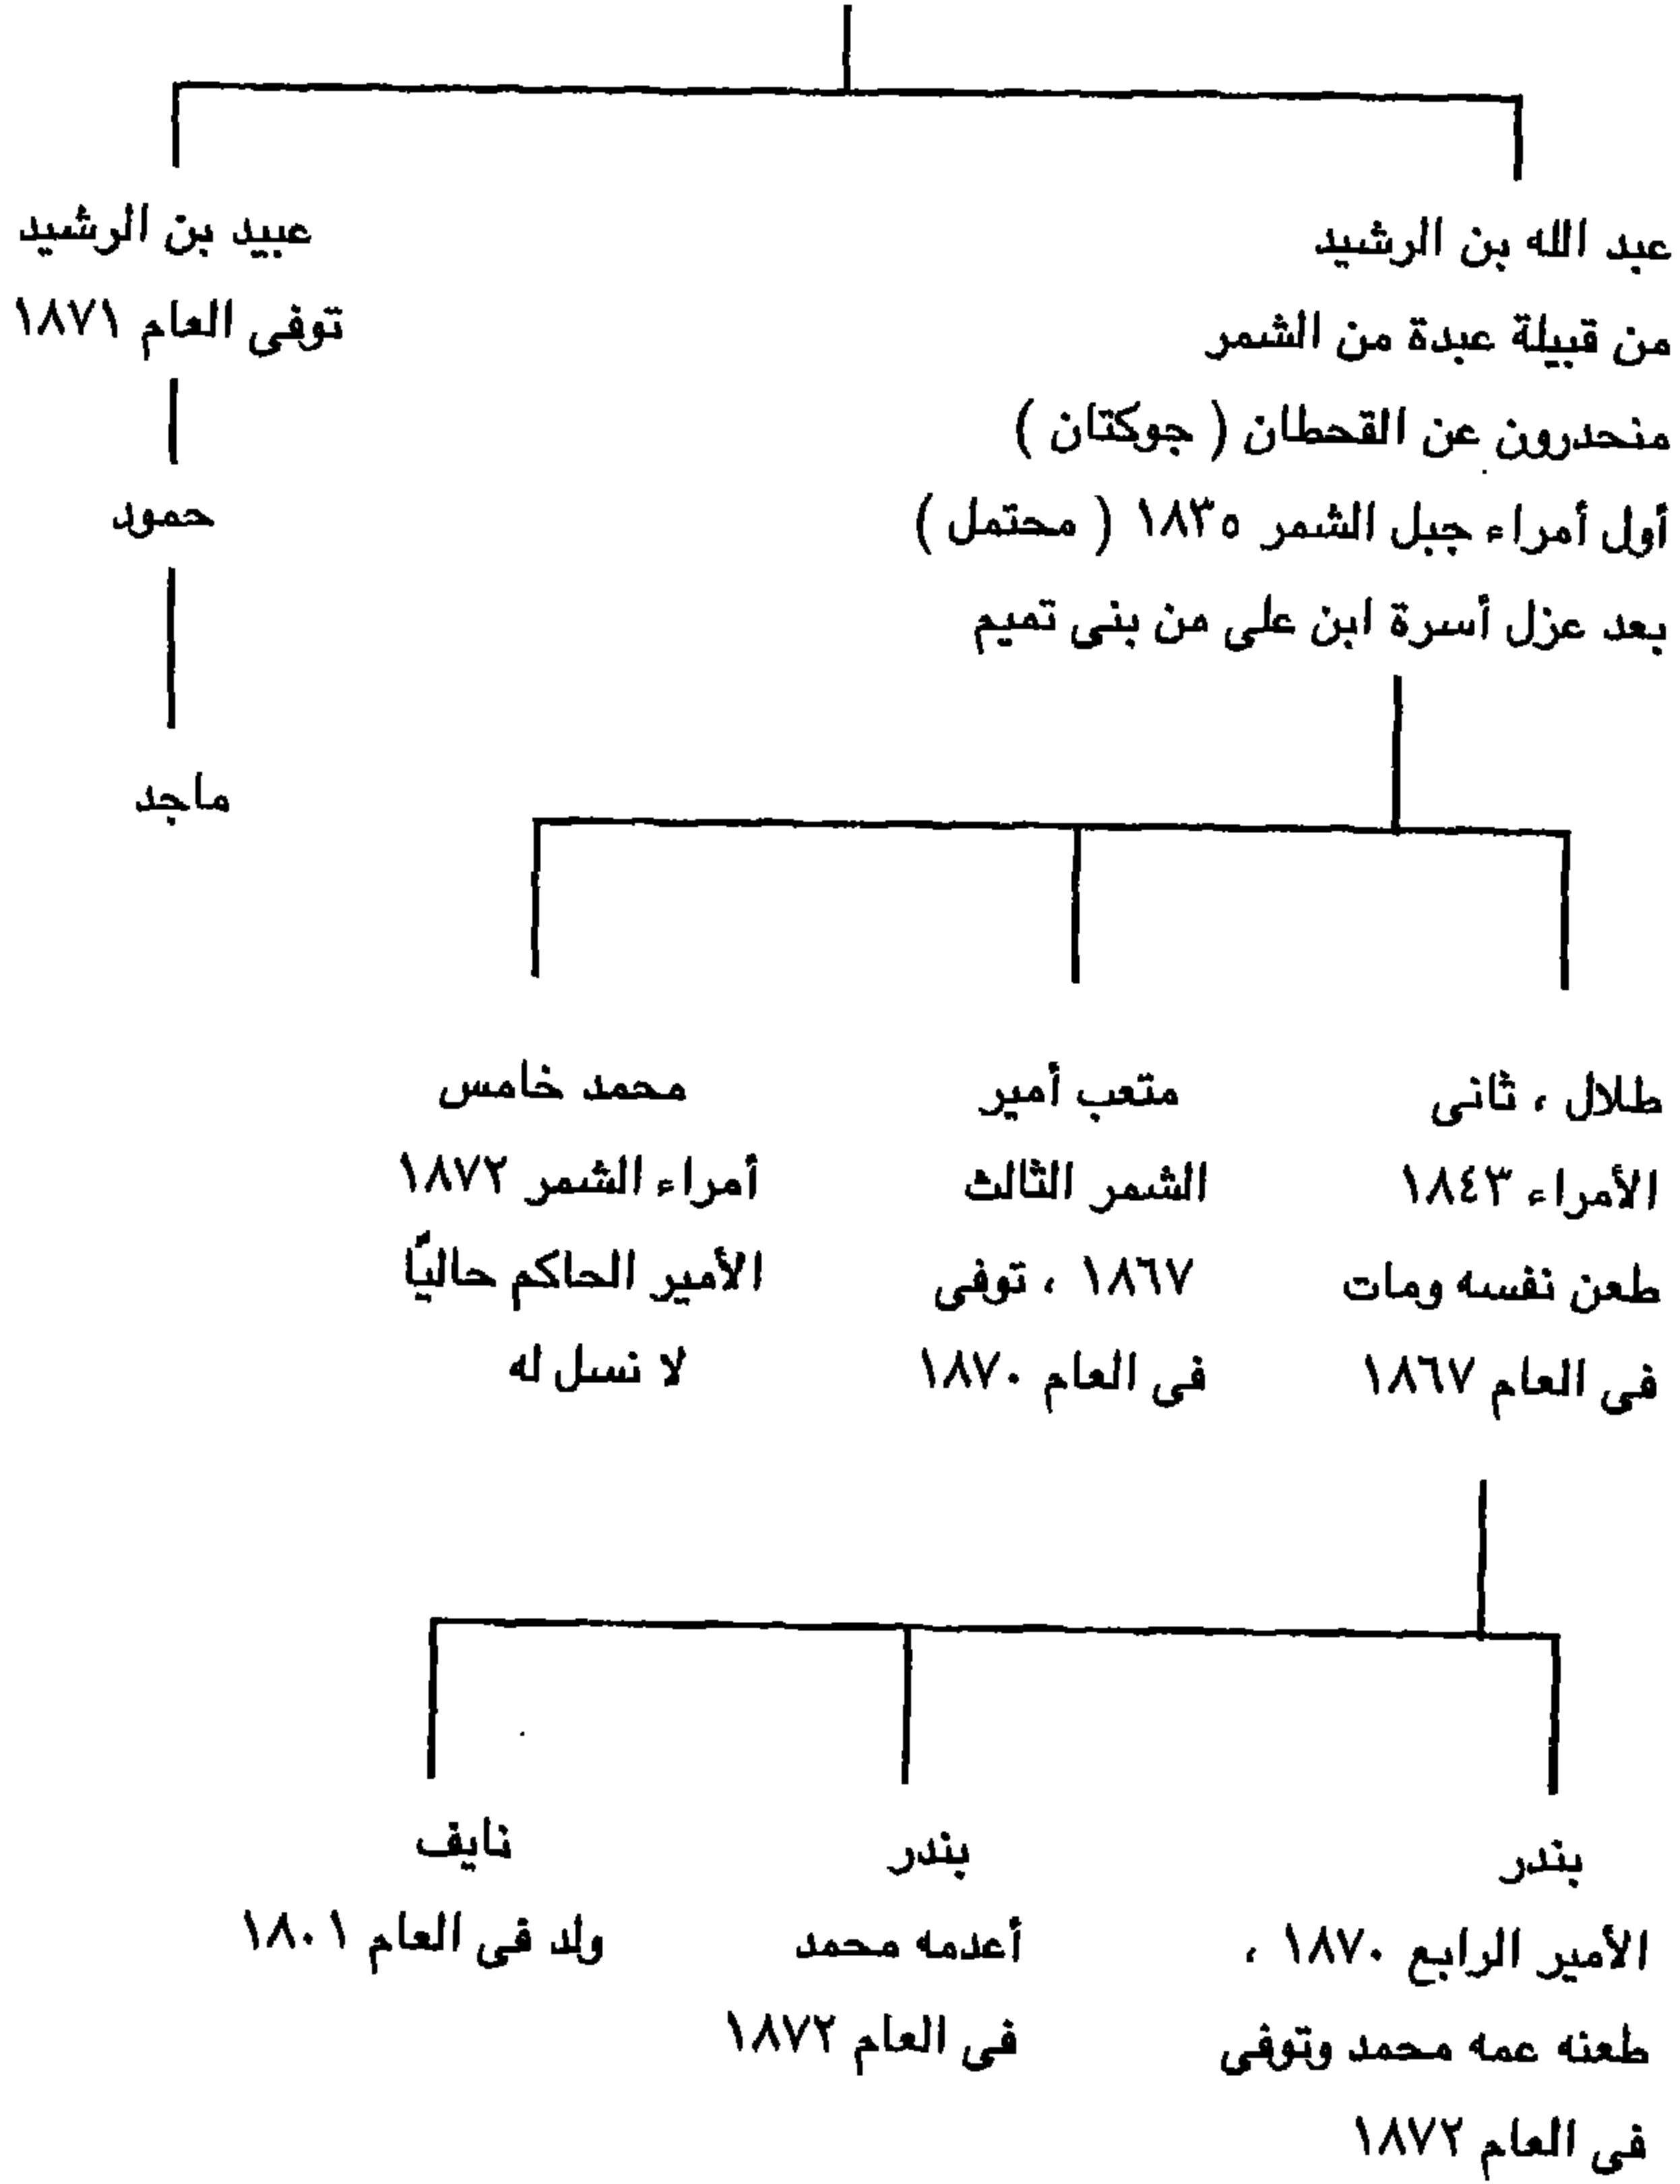 عبد الله بن الرشيد
من قبيلة عبدة من الشمر
منحدرون عن القحطان ( جوكتان )
أول أمراء جبل الشمر ١٨٣٥ ( محتمل )
بعد عزل أسرة ابن على من بنى تميم
عبيد بن الرشيد
توفى العام ١٨٧١
حمود
ماجد
طلال ، ثانى
الأمراء ١٨٤٣
طعن نفسه ومات
فى العام ١٨٦٧
متعب أمير
الشمر الثالث
١٨٦٧ ، توفى
فى العام ١٨٧٠
محمد خامس
أمراء الشمر ١٨٧٢
الأمير الحاكم حاليًا
لا نسل له
بندر
الأمير الرابع ١٨٧٠ ،
طعنه عمه محمد وتوفى
فى العام ١٨٧٢
بندر
أعدمه محمد
فى العام ١٨٧٢
نايف
ولد فى العام ١٨٠١